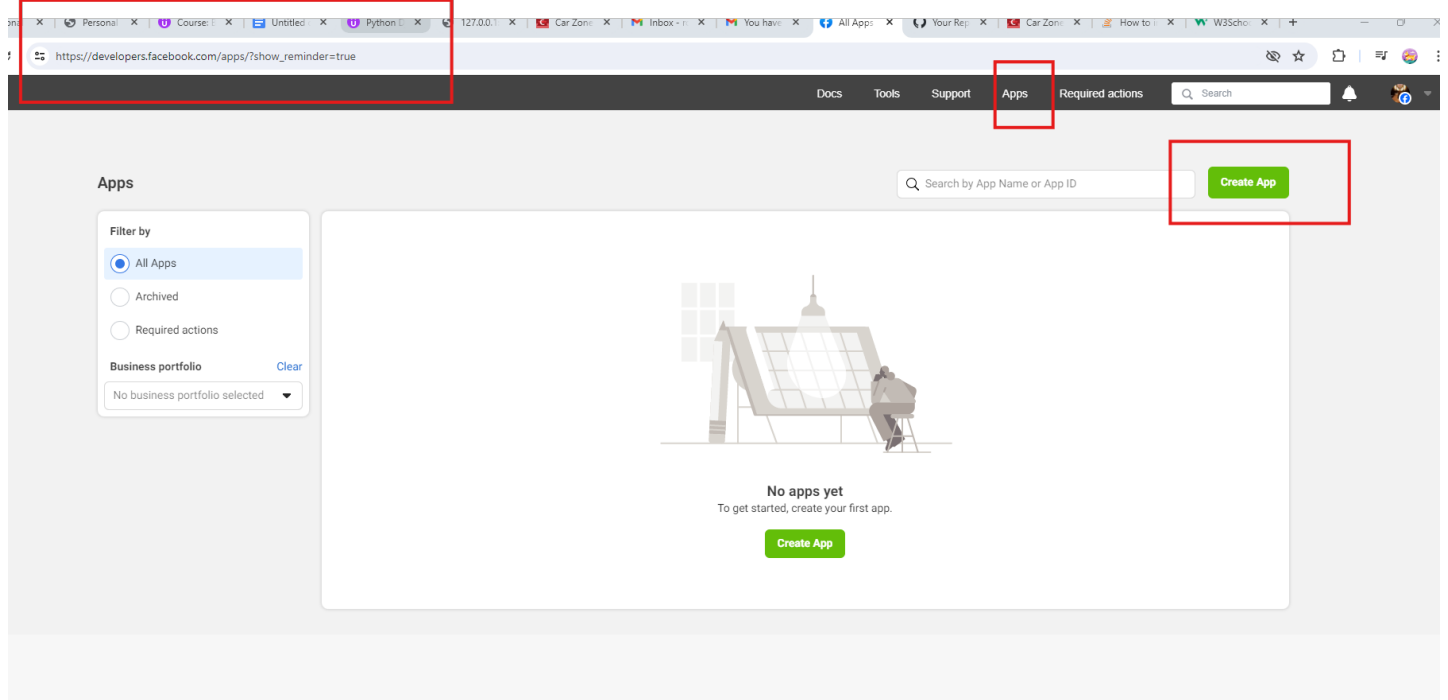 Personal
Course:
Untitled
Python
127.0.0.1
Car Zone
Inbox -
You have
All Apps
Your Rep
Car Zone
How to
W3Schoo
https://developers.facebook.com/apps/?show_reminder=true
Docs Tools Support Apps Required actions Search
Apps
Search by App Name or App ID
Create App
Filter by
All Apps
Archived
Required actions
Business portfolio Clear
No business portfolio selected
No apps yet
To get started, create your first app.
Create App